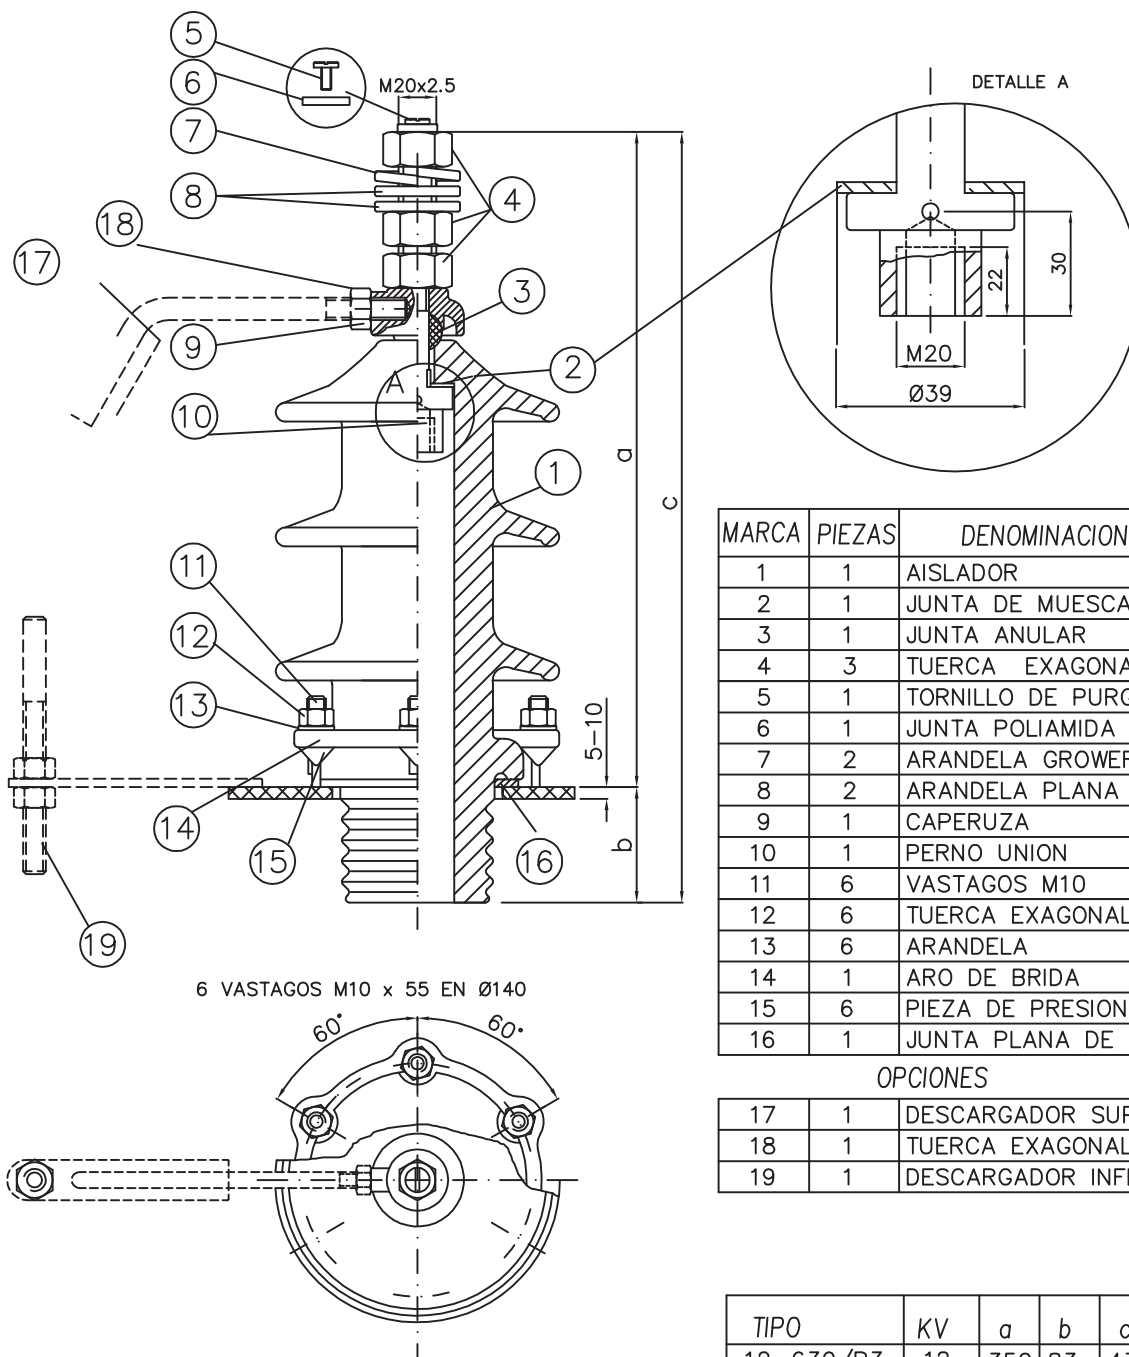 5
6
7
8
18
17
9
10
11
12
13
14
15
16
19
4
3
2
1
M20x2.5
A
a
c
b
5-10
DETALLE A
22
30
M20
Ø39
6 VASTAGOS M10 x 55 EN Ø140
60°
60°
MARCA PIEZAS DENOMINACION
1 1 AISLADOR
2 1 JUNTA DE MUESCA
3 1 JUNTA ANULAR
4 3 TUERCA EXAGONA
5 1 TORNILLO DE PURG
6 1 JUNTA POLIAMIDA
7 2 ARANDELA GROWER
8 2 ARANDELA PLANA
9 1 CAPERUZA
10 1 PERNO UNION
11 6 VASTAGOS M10
12 6 TUERCA EXAGONAL
13 6 ARANDELA
14 1 ARO DE BRIDA
15 6 PIEZA DE PRESION
16 1 JUNTA PLANA DE
OPCIONES
17 1 DESCARGADOR SUP
18 1 TUERCA EXAGONAL
19 1 DESCARGADOR INF
TIPO KV a b c
12